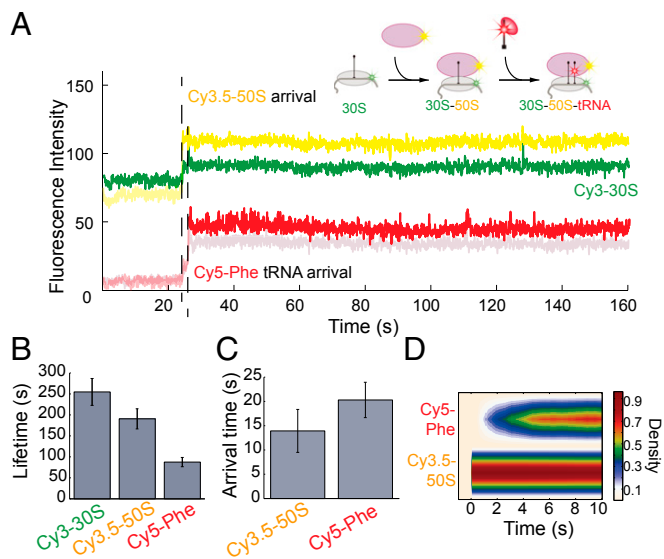 A
Fluorescence Intensity
150
100
50
0
Cy3.5-50S arrival
30S
30S-50S
30S-50S-tRNA
Cy3-30S
Cy5-Phe tRNA arrival
20 40 60 80 100 120 140 160
Time (s)
B
Lifetime (s)
300
250
200
150
100
50
0
Cy3-30S
Cy3.5-50S
Cy5-Phe
C
Arrival time (s)
25
20
15
10
5
0
Cy3.5-50S
Cy5-Phe
D
Cy5-
Phe
Cy3.5-
50S
0 2 4 6 8 10
Time (s)
0.9
0.7
0.5
0.3
0.1
Density